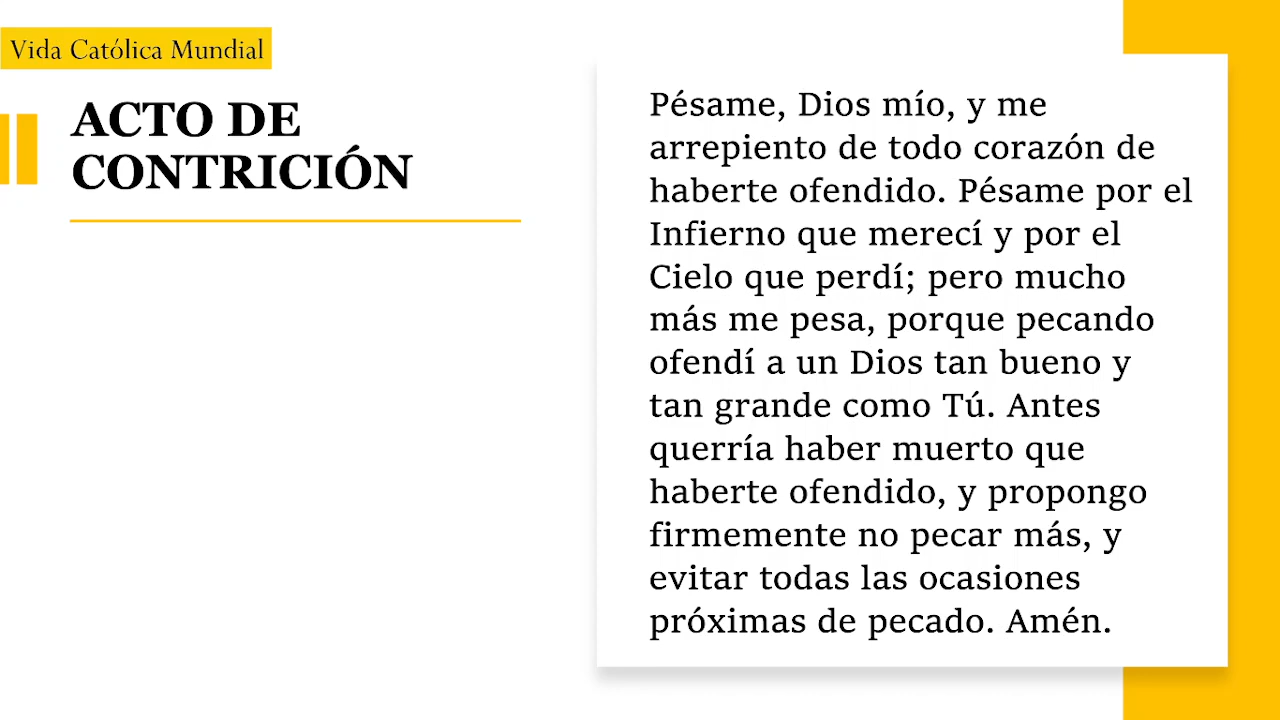 Vida Católica Mundial
ACTO DE
CONTRICIÓN
Pésame, Dios mío, y me
arrepiento de todo corazón de
haberte ofendido. Pésame por el
Infierno que merecí y por el
Cielo que perdí; pero mucho
más me pesa, porque pecando
ofendí a un Dios tan bueno y
tan grande como Tú. Antes
querría haber muerto que
haberte ofendido, y propongo
firmemente no pecar más, y
evitar todas las ocasiones
próximas de pecado. Amén.